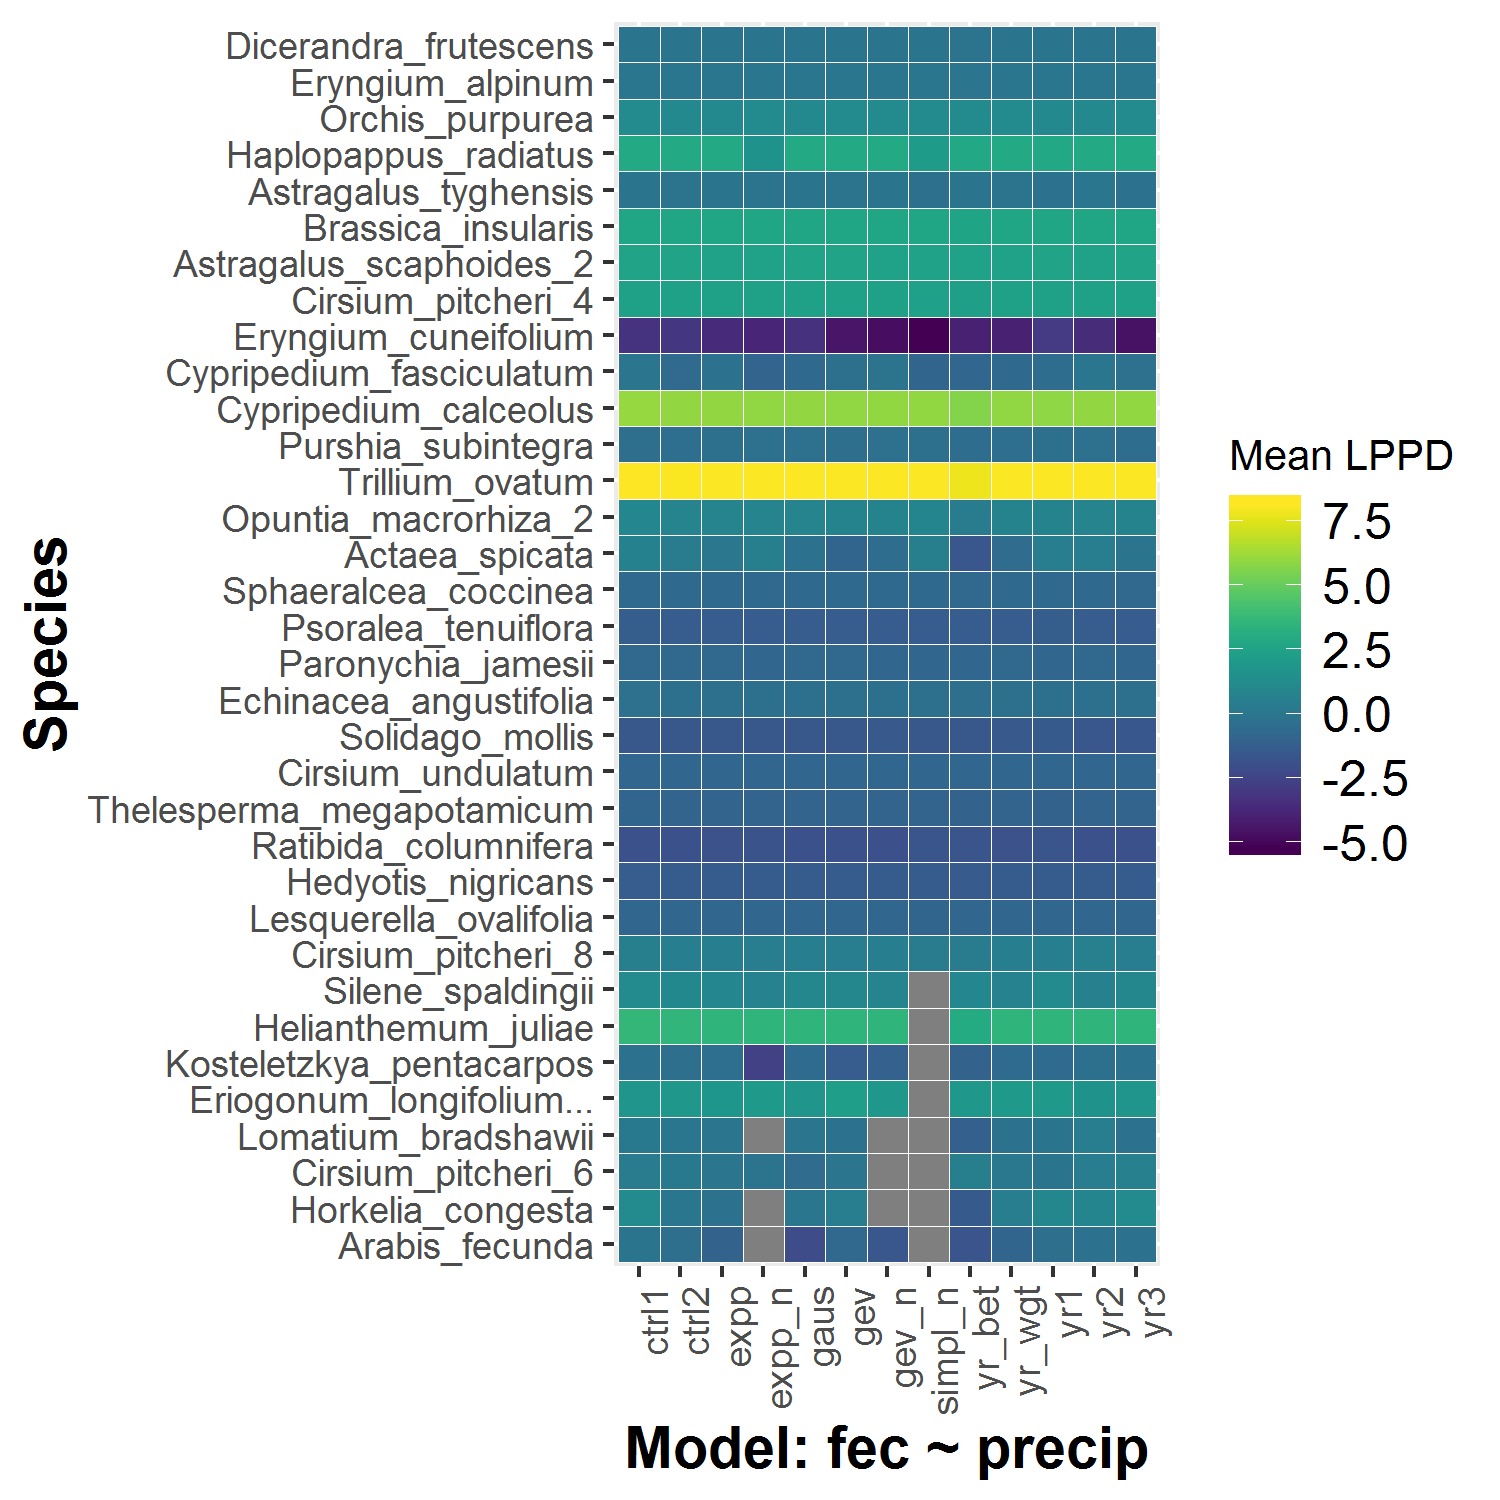 Dicerandra_frutescens
Eryngium_alpinum
Orchis_purpurea
Haplopappus_radiatus
Astragalus_tyghensis
Brassica_insularis
Astragalus_scaphoides_2
Cirsium_pitcheri_4
Eryngium_cuneifolium
Cypripedium_fasciculatum
Cypripedium_calceolus
Purshia_subintegra
Trillium_ovatum
Opuntia_macrorhiza_2
Actaea_spicata
Sphaeralcea_coccinea
Psoralea_tenuiflora
Paronychia_jamesii
Echinacea_angustifolia
Solidago_mollis
Cirsium_undulatum
Thelesperma_megapotamicum
Ratibida_columnifera
Hedyotis_nigricans
Lesquerella_ovalifolia
Cirsium_pitcheri_8
Silene_spaldingii
Helianthemum_juliae
Kosteletzkya_pentacarpos
Eriogonum_longifolium...
Lomatium_bradshawii
Cirsium_pitcheri_6
Horkelia_congesta
Arabis_fecunda
Species
ctrl1
ctrl2
expp
expp_n
gaus
gev
gev_n
simpl_n
yr_bet
yr_wgt
yr1
yr2
yr3
Model: fec ~ precip
Mean LPPD
7.5
5.0
2.5
0.0
-2.5
-5.0